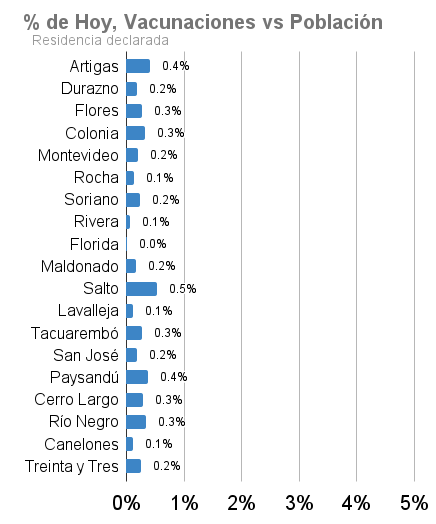 % de Hoy, Vacunaciones vs Población
Residencia declarada
Artigas 0.4%
Durazno 0.2%
Flores 0.3%
Colonia 0.3%
Montevideo 0.2%
Rocha 0.1%
Soriano 0.2%
Rivera 0.1%
Florida 0.0%
Maldonado 0.2%
Salto 0.5%
Lavalleja 0.1%
Tacuarembó 0.3%
San José 0.2%
Paysandú 0.4%
Cerro Largo 0.3%
Río Negro 0.3%
Canelones 0.1%
Treinta y Tres 0.2%
0% 1% 2% 3% 4% 5%